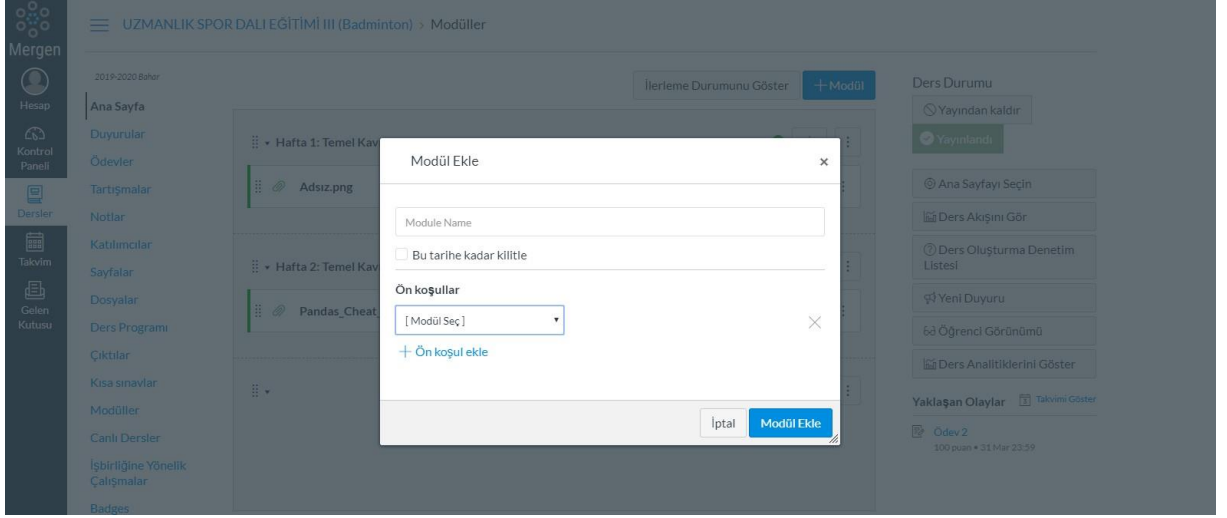 UZMANLIK SPOR DALI EĞİTİMİ III (Badminton) › Modüller
Mergen
Hesap
Kontrol
Paneli
Dersler
Takvim
Gelen
Kutusu
2019-2020 Bahar
Ana Sayfa
Duyurular
Ödevler
Tartışmalar
Notlar
Katılımcılar
Sayfalar
Dosyalar
Ders Programı
Çıktılar
Kısa sınavlar
Modüller
Canlı Dersler
İşbirliğine Yönelik
Çalışmalar
Badges
İlerleme Durumunu Göster
+ Modül
Hafta 1: Temel Kav
Adsız.png
Hafta 2: Temel Kav
Pandas_Cheat_
Modül Ekle
×
Module Name
Bu tarihe kadar kilitle
Ön koşullar
[ Modül Seç ]
+ Ön koşul ekle
İptal
Modül Ekle
Ders Durumu
Yayından kaldır
Yayınlandı
Ana Sayfayı Seçin
Ders Akışını Gör
Ders Oluşturma Denetim
Listesi
Yeni Duyuru
Öğrenci Görünümü
Ders Analitiklerini Göster
Yaklaşan Olaylar
Takvimi Göster
Ödev 2
100 puan • 31 Mar 23:59